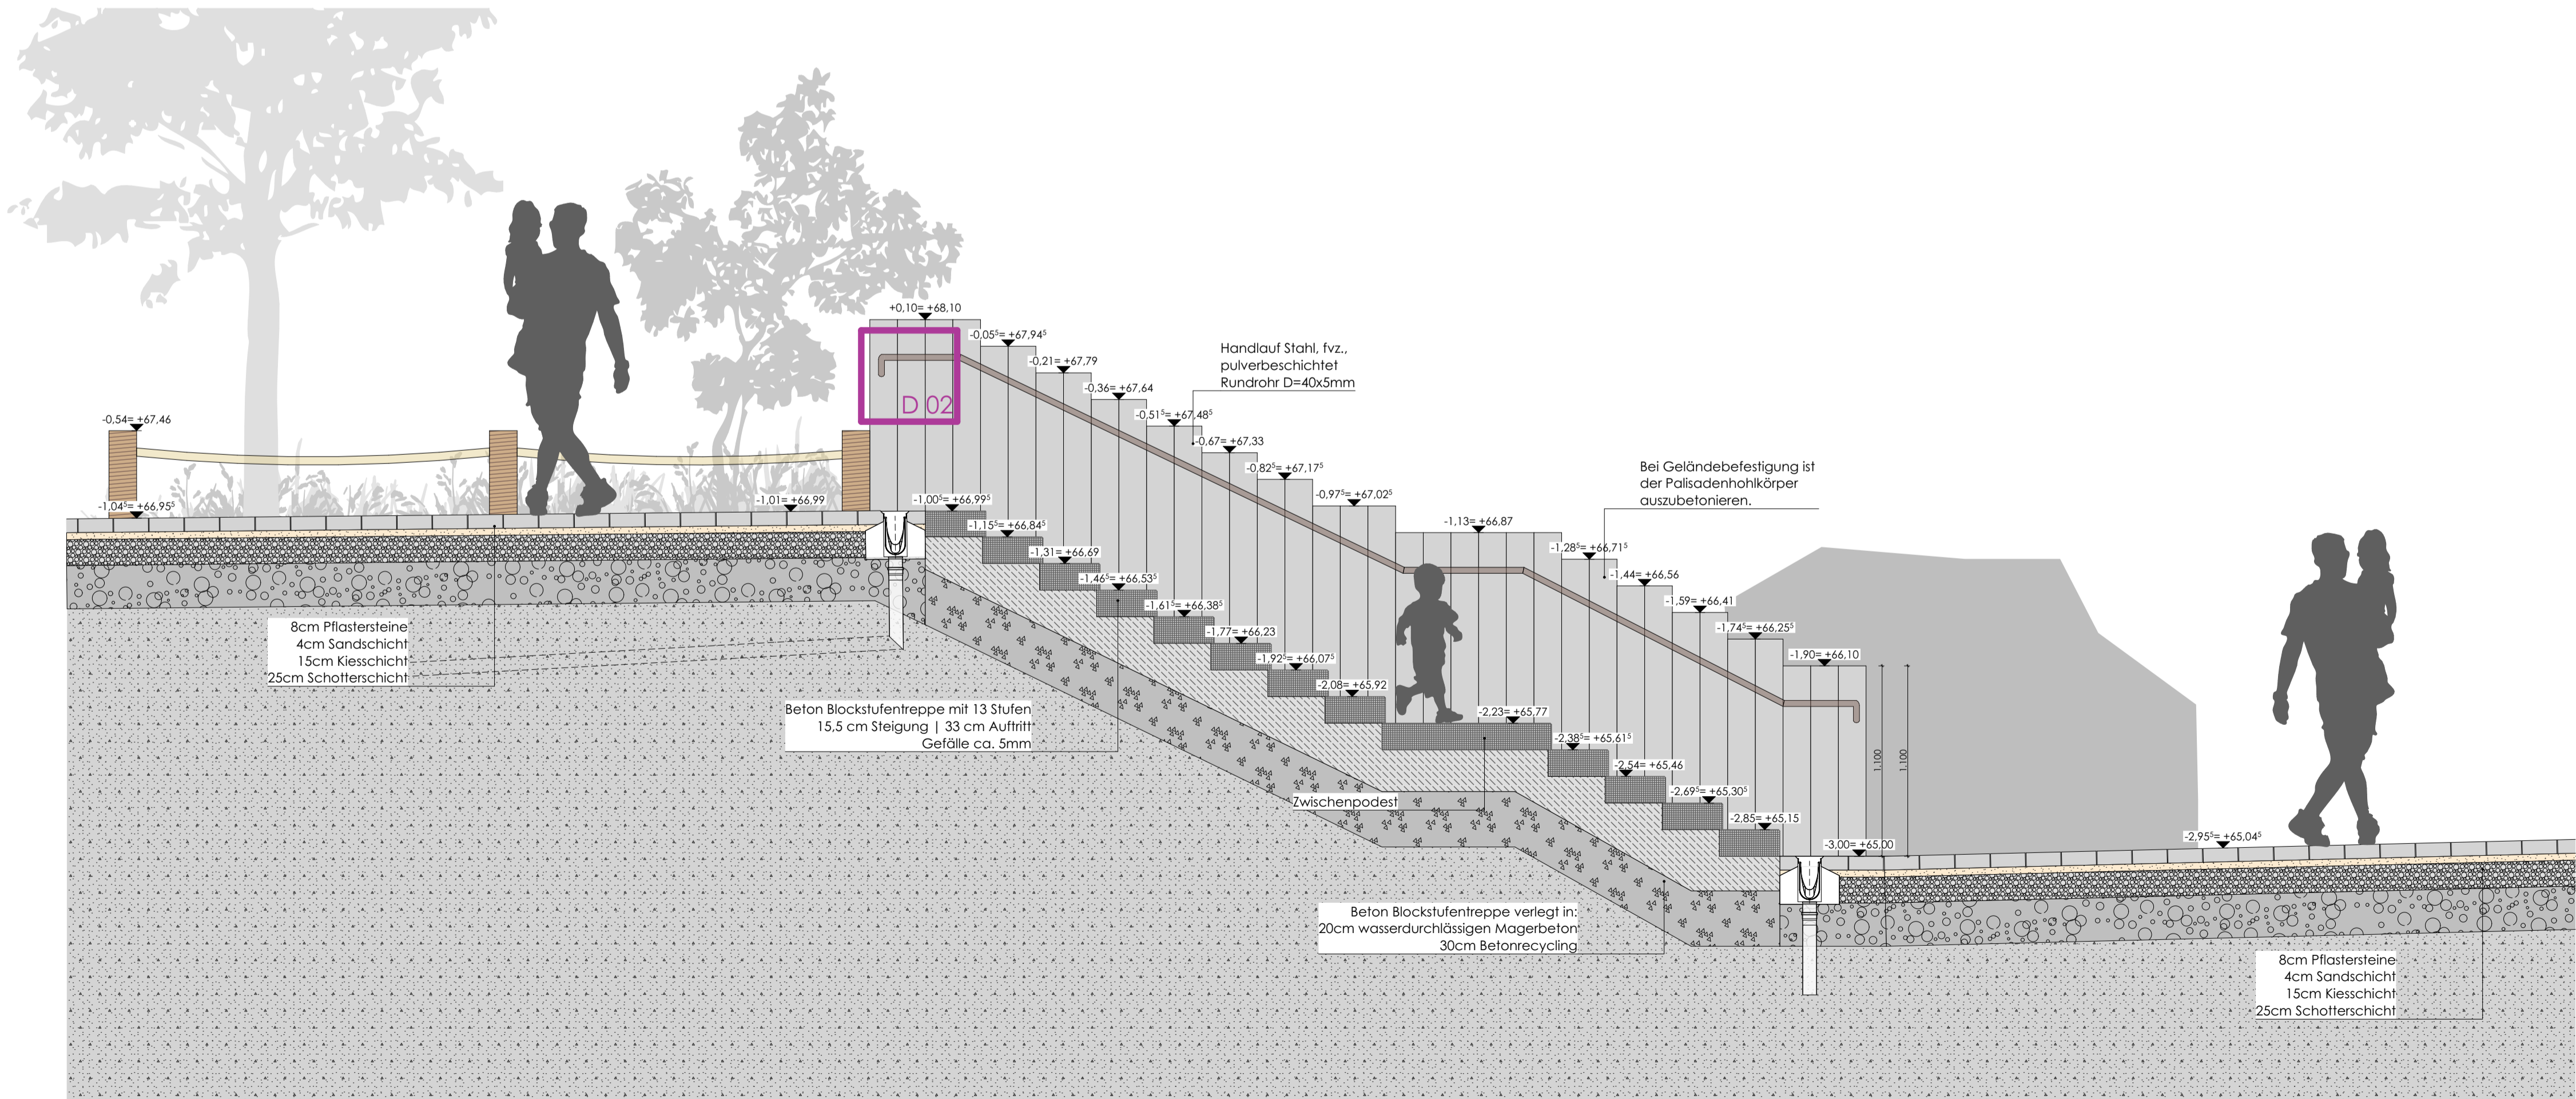 +0,10= +68,10
-0,05⁵= +67,94⁵
-0,21= +67,79
-0,36= +67,64
-0,51⁵= +67,48⁵
-0,67= +67,33
-0,82⁵= +67,17⁵
-0,97⁵= +67,02⁵
-1,13= +66,87
-1,28⁵= +66,71⁵
-1,44= +66,56
-1,59= +66,41
-1,74⁵= +66,25⁵
-1,90= +66,10
D 02
Handlauf Stahl, fvz.,
pulverbeschichtet
Rundrohr D=40x5mm
Bei Geländebefestigung ist
der Palisadenhohlkörper
auszubetonieren.
-0,54= +67,46
-1,04⁵= +66,95⁵
-1,01= +66,99
-1,00⁵= +66,99⁵
-1,15⁵= +66,84⁵
-1,31= +66,69
-1,46⁵= +66,53⁵
-1,61⁵= +66,38⁵
-1,77= +66,23
-1,92⁵= +66,07⁵
-2,08= +65,92
-2,23= +65,77
-2,38⁵= +65,61⁵
-2,54= +65,46
-2,69⁵= +65,30⁵
-2,85= +65,15
-3,00= +65,00
-2,95⁵= +65,04⁵
1,100
1,100
8cm Pflastersteine
4cm Sandschicht
15cm Kiesschicht
25cm Schotterschicht
Beton Blockstufentreppe mit 13 Stufen
15,5 cm Steigung | 33 cm Auftritt
Gefälle ca. 5mm
Zwischenpodest
Beton Blockstufentreppe verlegt in:
20cm wasserdurchlässigen Magerbeton
30cm Betonrecycling
8cm Pflastersteine
4cm Sandschicht
15cm Kiesschicht
25cm Schotterschicht